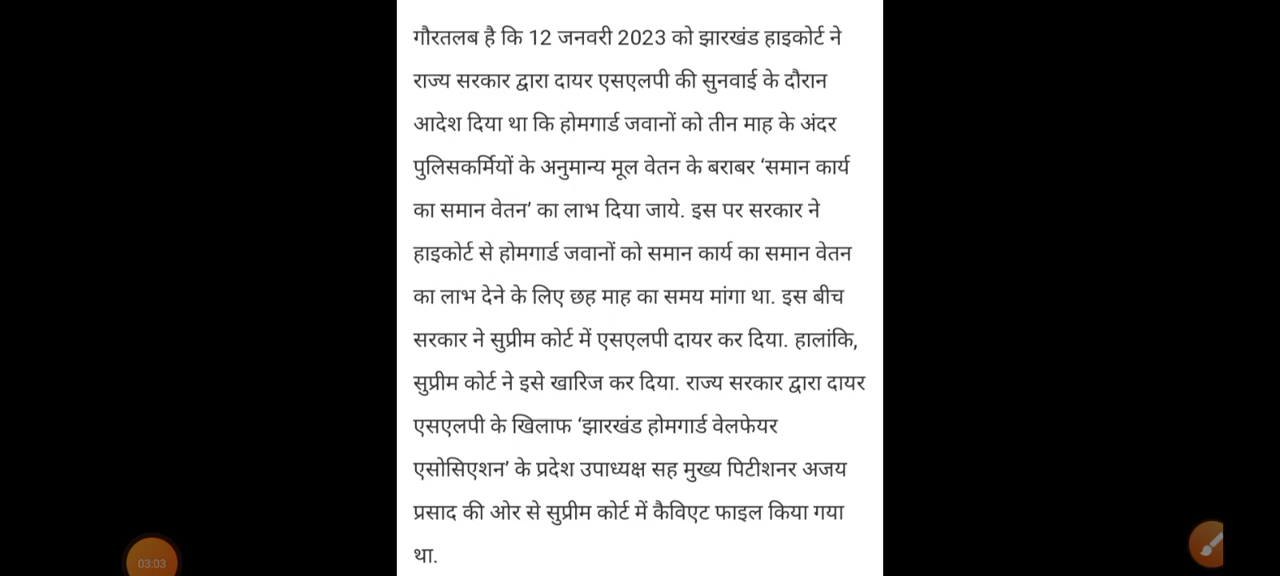 गौरतलब है कि 12 जनवरी 2023 को झारखंड हाइकोर्ट ने
राज्य सरकार द्वारा दायर एसएलपी की सुनवाई के दौरान
आदेश दिया था कि होमगार्ड जवानों को तीन माह के अंदर
पुलिसकर्मियों के अनुमान्य मूल वेतन के बराबर ‘समान कार्य
का समान वेतन’ का लाभ दिया जाये. इस पर सरकार ने
हाइकोर्ट से होमगार्ड जवानों को समान कार्य का समान वेतन
का लाभ देने के लिए छह माह का समय मांगा था. इस बीच
सरकार ने सुप्रीम कोर्ट में एसएलपी दायर कर दिया. हालांकि,
सुप्रीम कोर्ट ने इसे खारिज कर दिया. राज्य सरकार द्वारा दायर
एसएलपी के खिलाफ ‘झारखंड होमगार्ड वेलफेयर
एसोसिएशन’ के प्रदेश उपाध्यक्ष सह मुख्य पिटीशनर अजय
प्रसाद की ओर से सुप्रीम कोर्ट में कैविएट फाइल किया गया
था.
03:03